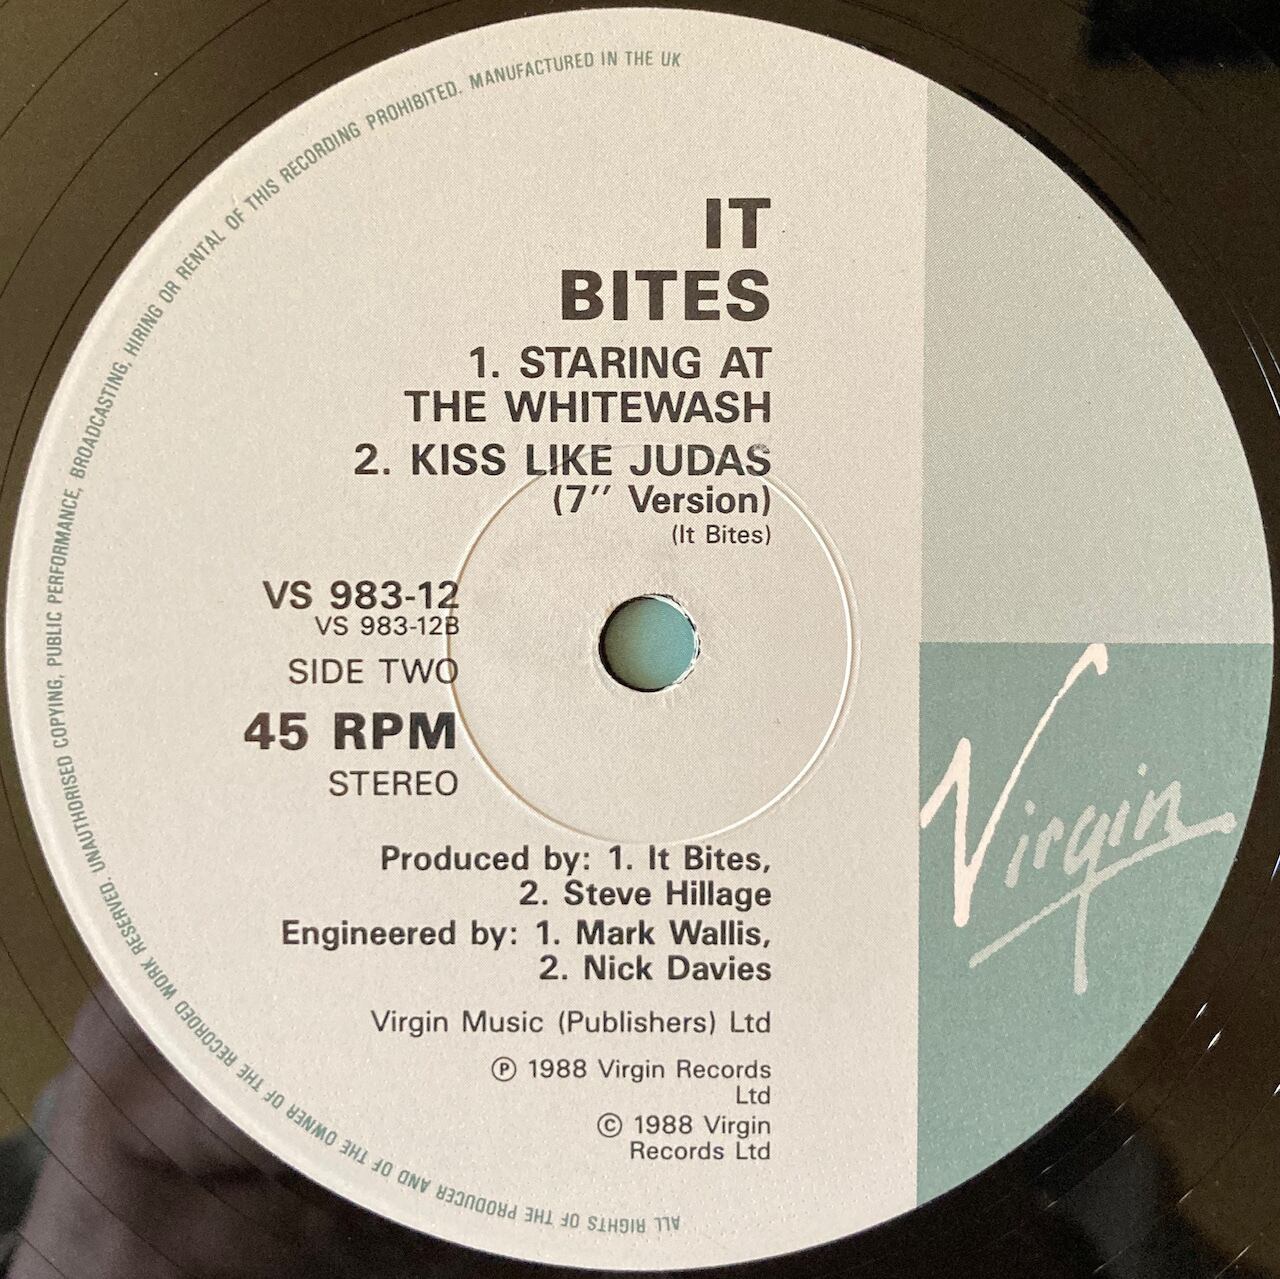 IT
BITES
1. STARING AT
THE WHITEWASH
2. KISS LIKE JUDAS
(7″ Version)
(It Bites)
VS 983-12
VS 983-12B
SIDE TWO
45 RPM
STEREO
Produced by: 1. It Bites,
2. Steve Hillage
Engineered by: 1. Mark Wallis,
2. Nick Davies
Virgin Music (Publishers) Ltd
℗ 1988 Virgin Records
Ltd
© 1988 Virgin
Records Ltd
Virgin
ALL RIGHTS OF THE PRODUCER AND OF THE OWNER OF THE RECORDED WORK RESERVED. UNAUTHORISED COPYING, PUBLIC PERFORMANCE, BROADCASTING, HIRING OR RENTAL OF THIS RECORDING PROHIBITED. MANUFACTURED IN THE UK